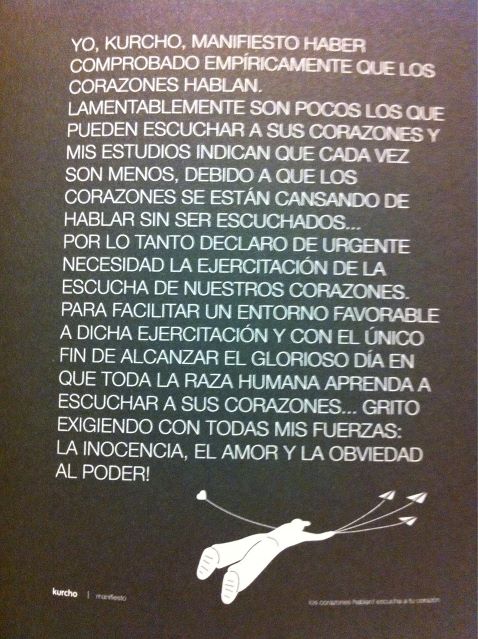 YO, KURCHO, MANIFIESTO HABER
COMPROBADO EMPÍRICAMENTE QUE LOS
CORAZONES HABLAN.
LAMENTABLEMENTE SON POCOS LOS QUE
PUEDEN ESCUCHAR A SUS CORAZONES Y
MIS ESTUDIOS INDICAN QUE CADA VEZ
SON MENOS, DEBIDO A QUE LOS
CORAZONES SE ESTÁN CANSANDO DE
HABLAR SIN SER ESCUCHADOS...
POR LO TANTO DECLARO DE URGENTE
NECESIDAD LA EJERCITACIÓN DE LA
ESCUCHA DE NUESTROS CORAZONES.
PARA FACILITAR UN ENTORNO FAVORABLE
A DICHA EJERCITACIÓN Y CON EL ÚNICO
FIN DE ALCANZAR EL GLORIOSO DÍA EN
QUE TODA LA RAZA HUMANA APRENDA A
ESCUCHAR A SUS CORAZONES... GRITO
EXIGIENDO CON TODAS MIS FUERZAS:
LA INOCENCIA, EL AMOR Y LA OBVIEDAD
AL PODER!
kurcho | manifiesto
los corazones hablan! escucha a tu corazón